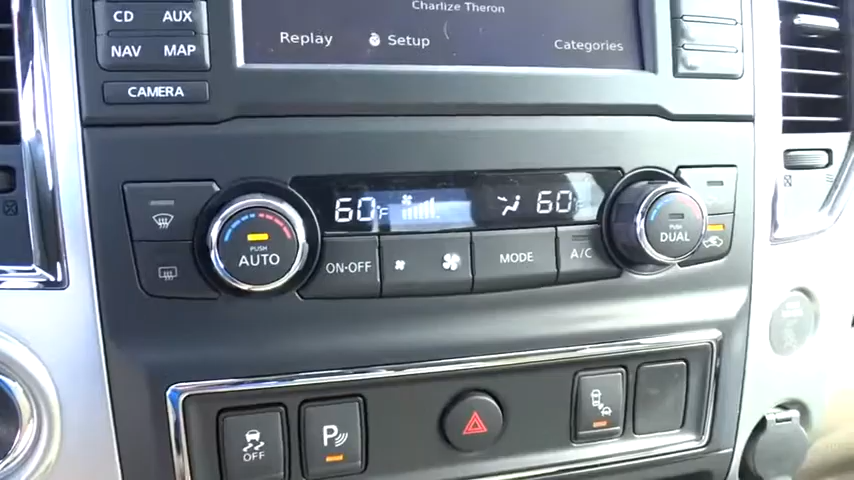 CD AUX
NAV MAP
CAMERA
Charlize Theron
Replay Setup Categories
60°F 60°F
PUSH
AUTO
ON•OFF
MODE
A/C
PUSH
DUAL
OFF
P